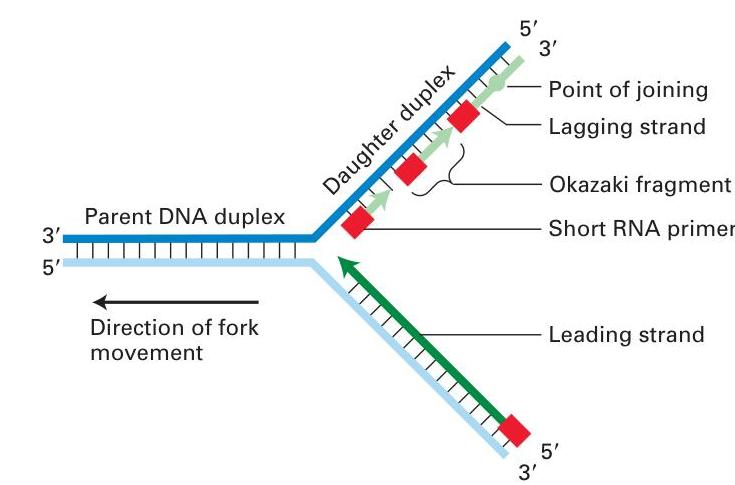 5′
3′
Point of joining
Daughter duplex
Lagging strand
Okazaki fragment
Parent DNA duplex
Short RNA primer
3′
5′
Direction of fork
movement
Leading strand
5′
3′